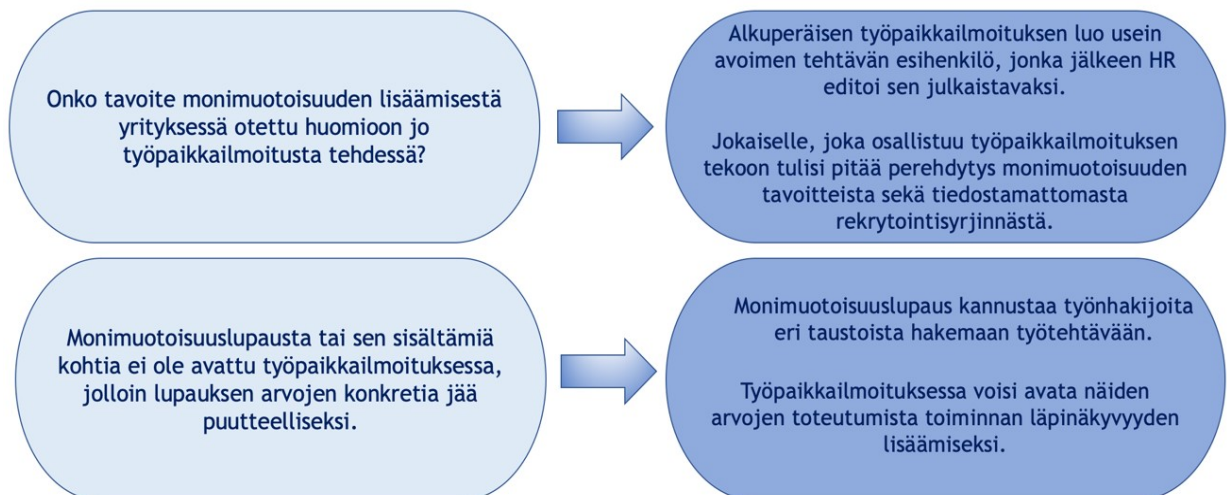 Onko tavoite monimuotoisuuden lisäämisestä
yrityksessä otettu huomioon jo
työpaikkailmoitusta tehdessä?
Alkuperäisen työpaikkailmoituksen luo usein
avoimen tehtävän esihenkilö, jonka jälkeen HR
editoi sen julkaistavaksi.
Jokaiselle, joka osallistuu työpaikkailmoituksen
tekoon tulisi pitää perehdytys monimuotoisuuden
tavoitteista sekä tiedostamattomasta
rekrytointisyrjinnästä.
Monimuotoisuuslupausta tai sen sisältämiä
kohtia ei ole avattu työpaikkailmoituksessa,
jolloin lupauksen arvojen konkretia jää
puutteelliseksi.
Monimuotoisuuslupaus kannustaa työnhakijoita
eri taustoista hakemaan työtehtävään.
Työpaikkailmoituksessa voisi avata näiden
arvojen toteutumista toiminnan läpinäkyvyyden
lisäämiseksi.